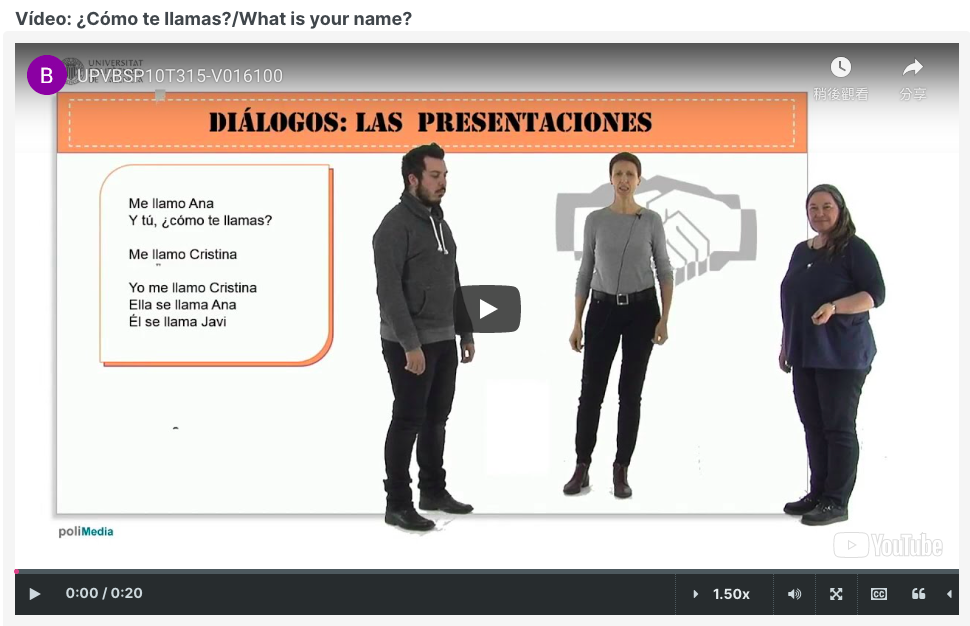 Vídeo: ¿Cómo te llamas?/What is your name?
UNIVERSITAT
B
UPVBSP10T315-V016100
稍後觀看
分享
DIÁLOGOS: LAS PRESENTACIONES
Me llamo Ana
Y tú, ¿cómo te llamas?
Me llamo Cristina
Yo me llamo Cristina
Ella se llama Ana
Él se llama Javi
poliMedia
YouTube
0:00 / 0:20
1.50x
CC